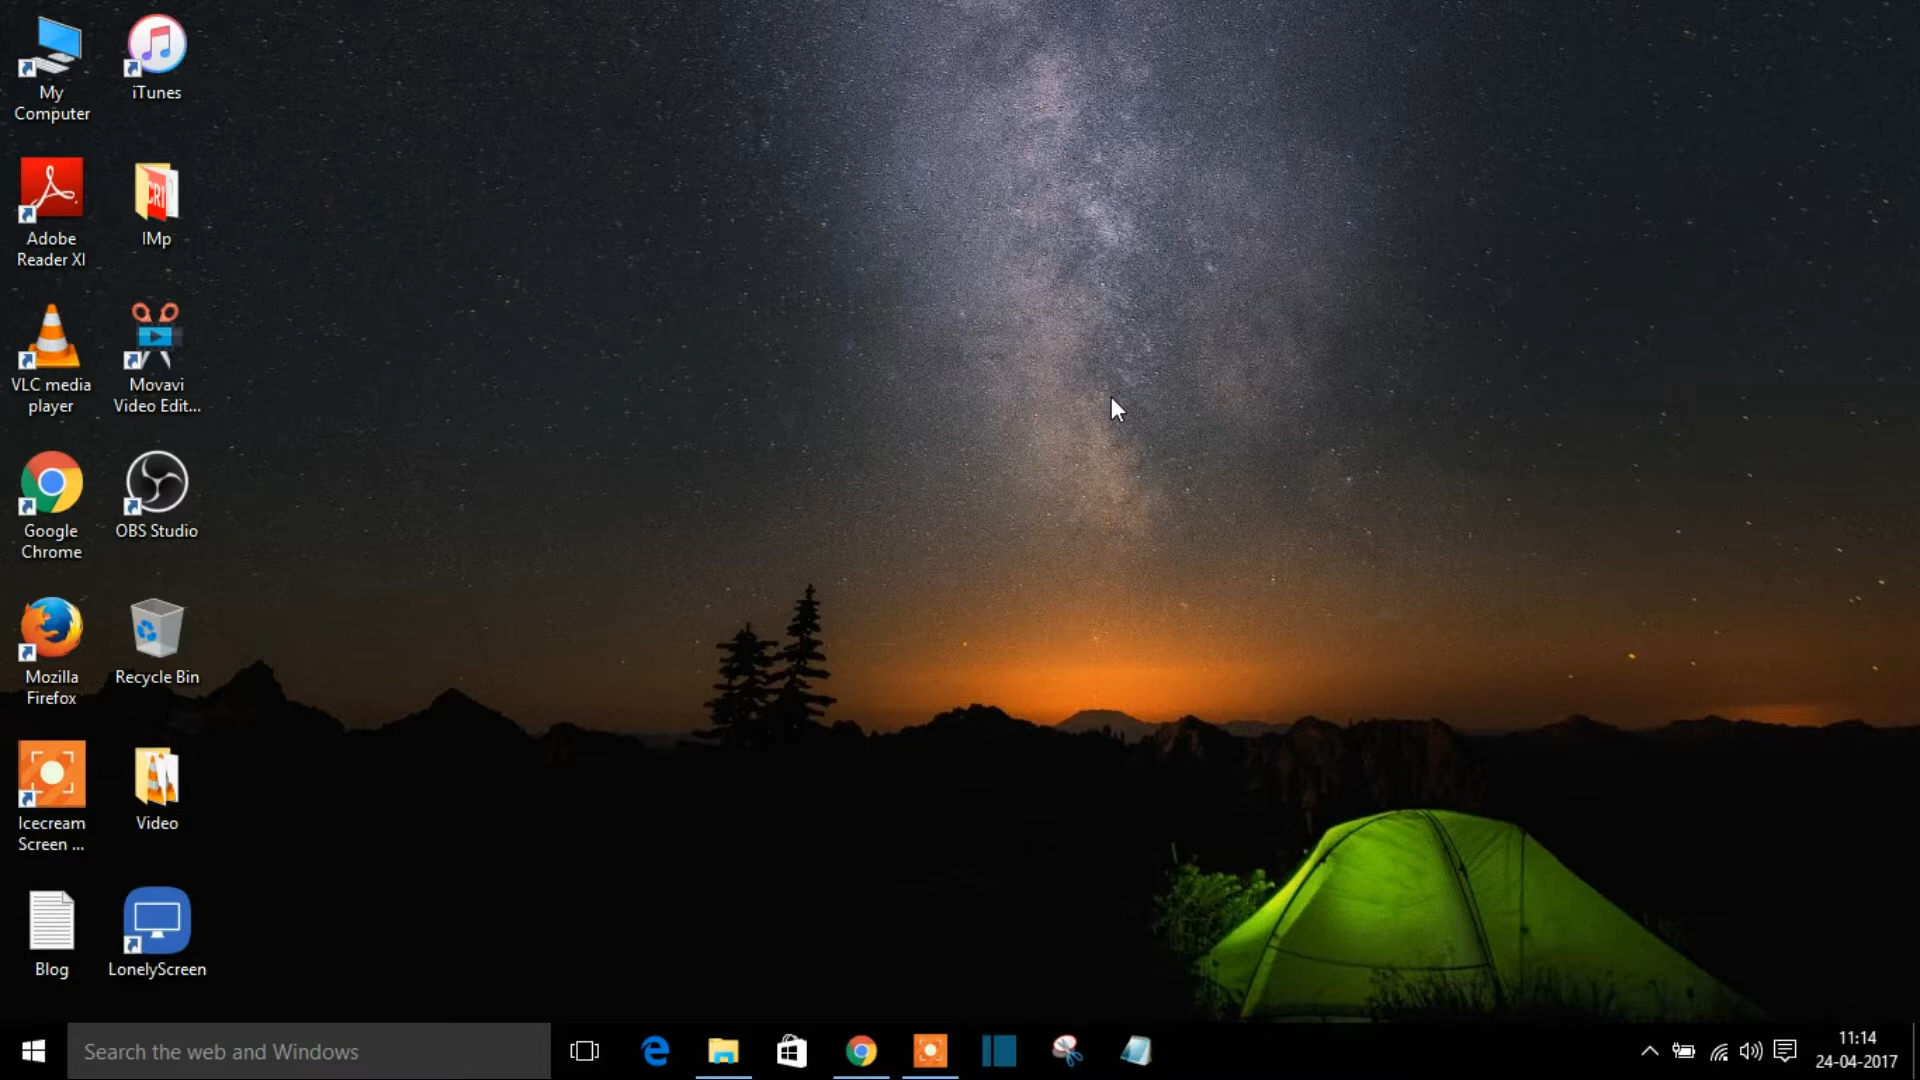 My
Computer
iTunes
Adobe
Reader XI
CRI
IMp
VLC media
player
Movavi
Video Edit...
Google
Chrome
OBS Studio
Mozilla
Firefox
Recycle Bin
Icecream
Screen ...
Video
Blog
LonelyScreen
Search the web and Windows
11:14
24-04-2017